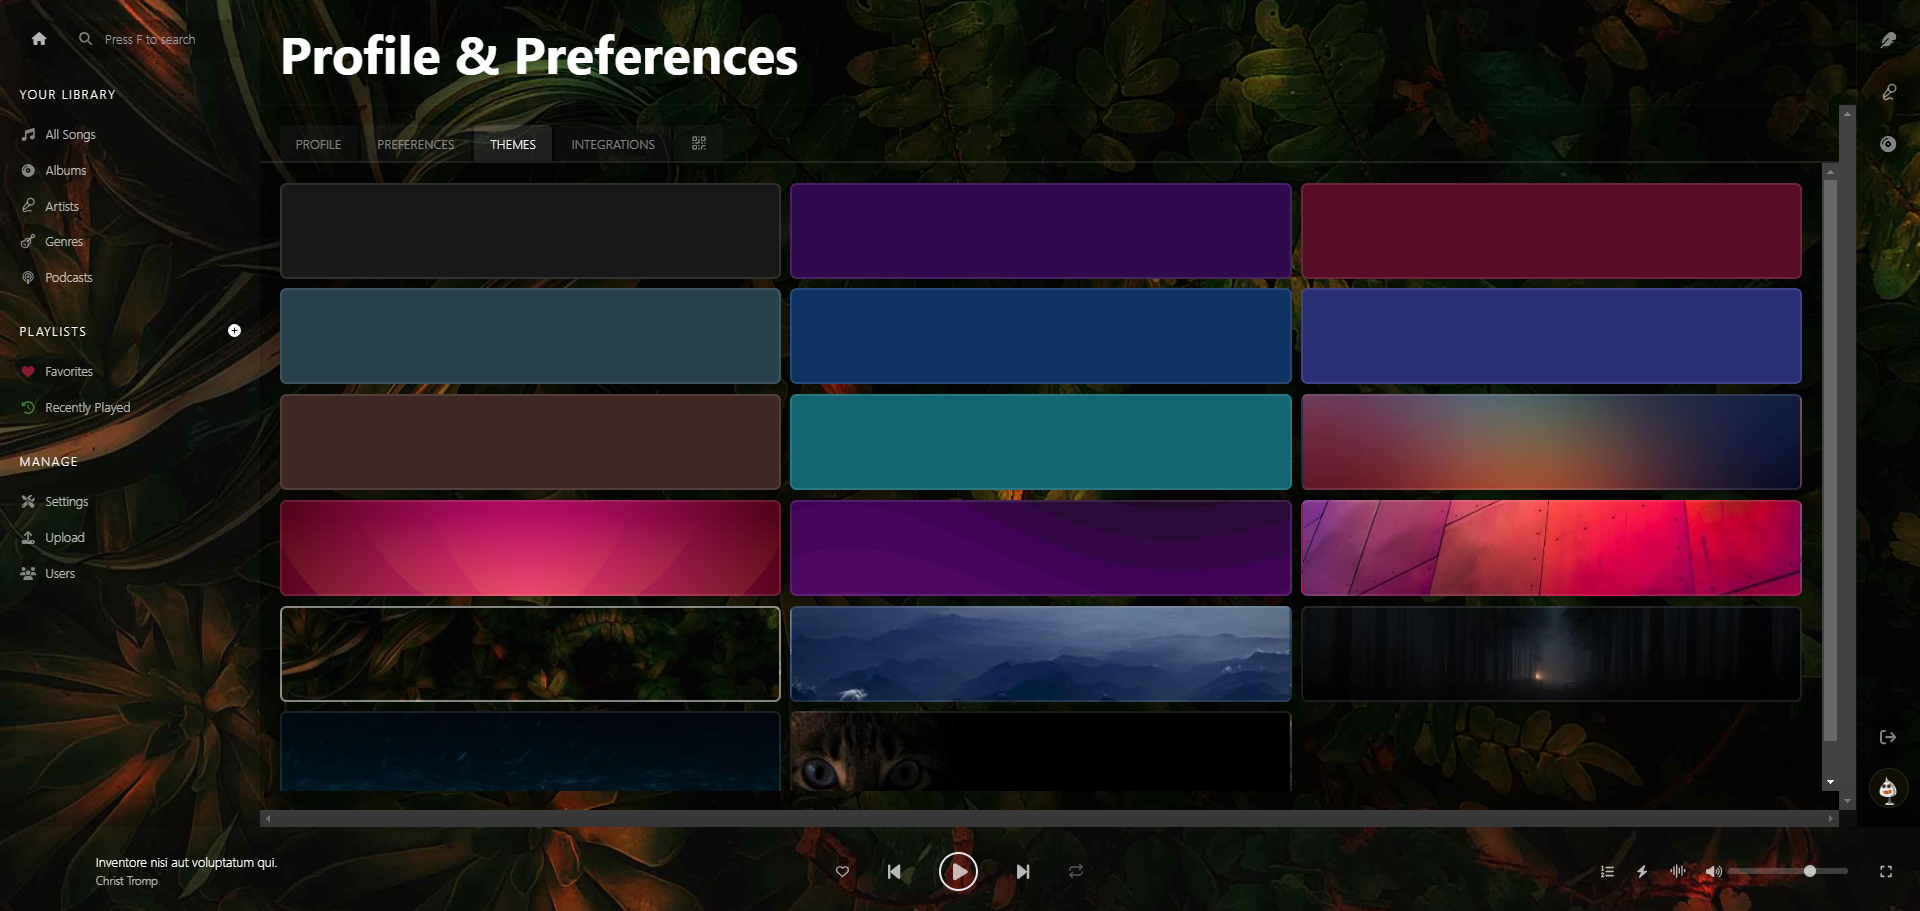 Press F to search
YOUR LIBRARY
All Songs
Albums
Artists
Genres
Podcasts
PLAYLISTS
Favorites
Recently Played
MANAGE
Settings
Upload
Users
Profile & Preferences
PROFILE PREFERENCES THEMES INTEGRATIONS
Inventore nisi aut voluptatum qui.
Christ Tromp